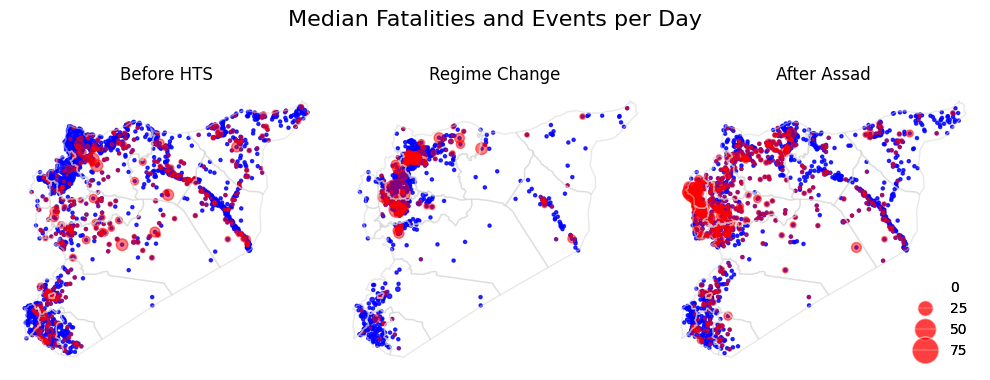 Median Fatalities and Events per Day
Before HTS
Regime Change
After Assad
0
25
50
75